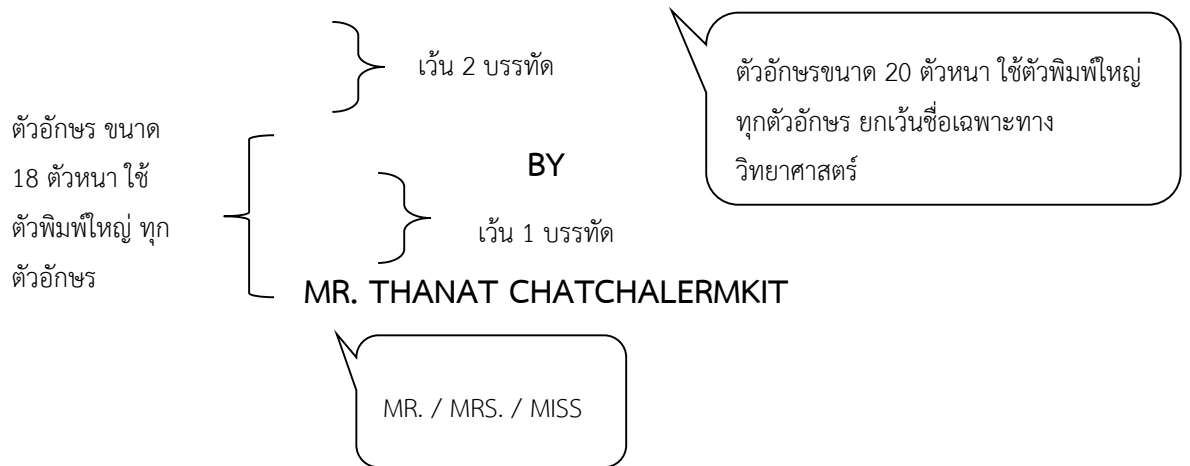 เว้น 2 บรรทัด
ตัวอักษรขนาด 20 ตัวหนา ใช้ตัวพิมพ์ใหญ่
ทุกตัวอักษร ยกเว้นชื่อเฉพาะทาง
วิทยาศาสตร์
ตัวอักษร ขนาด
18 ตัวหนา ใช้
ตัวพิมพ์ใหญ่ ทุก
ตัวอักษร
BY
เว้น 1 บรรทัด
MR. THANAT CHATCHALERMKIT
MR. / MRS. / MISS